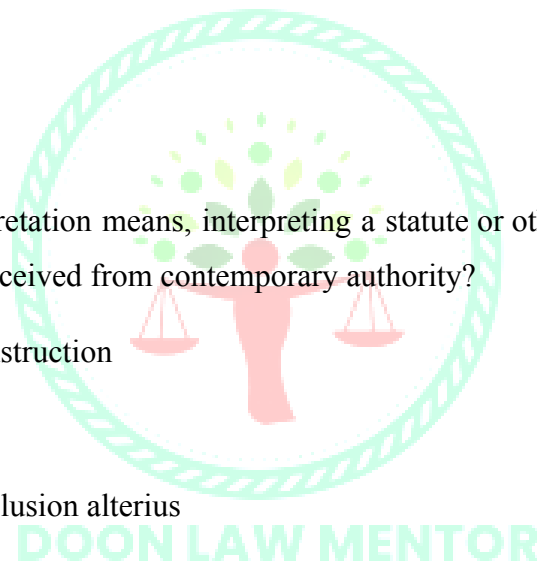 retation means, interpreting a statute or ot
ceived from contemporary authority?
struction
lusion alterius
DOON LAW MENTOR